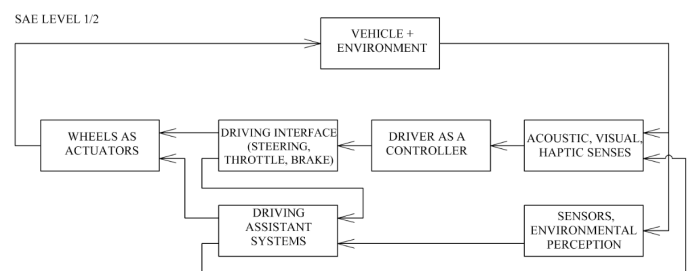 SAE LEVEL 1/2
VEHICLE +
ENVIRONMENT
WHEELS AS
ACTUATORS
DRIVING INTERFACE
(STEERING,
THROTTLE, BRAKE)
DRIVER AS A
CONTROLLER
ACOUSTIC, VISUAL,
HAPTIC SENSES
DRIVING
ASSISTANT
SYSTEMS
SENSORS,
ENVIRONMENTAL
PERCEPTION